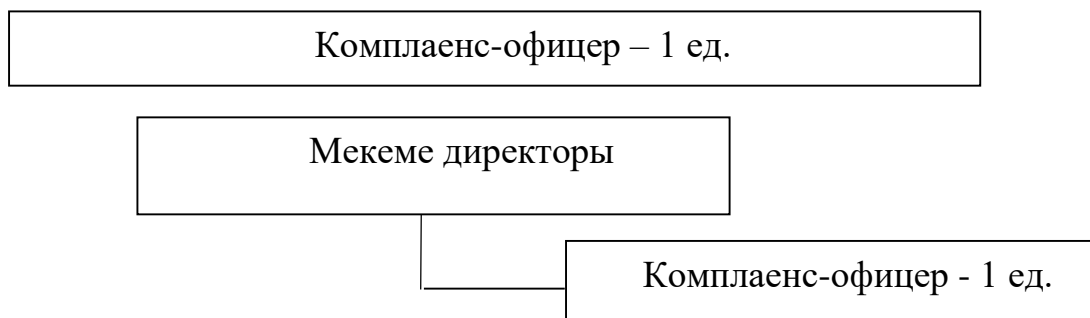 Комплаенс-офицер – 1 ед.
Мекеме директоры
Комплаенс-офицер - 1 ед.